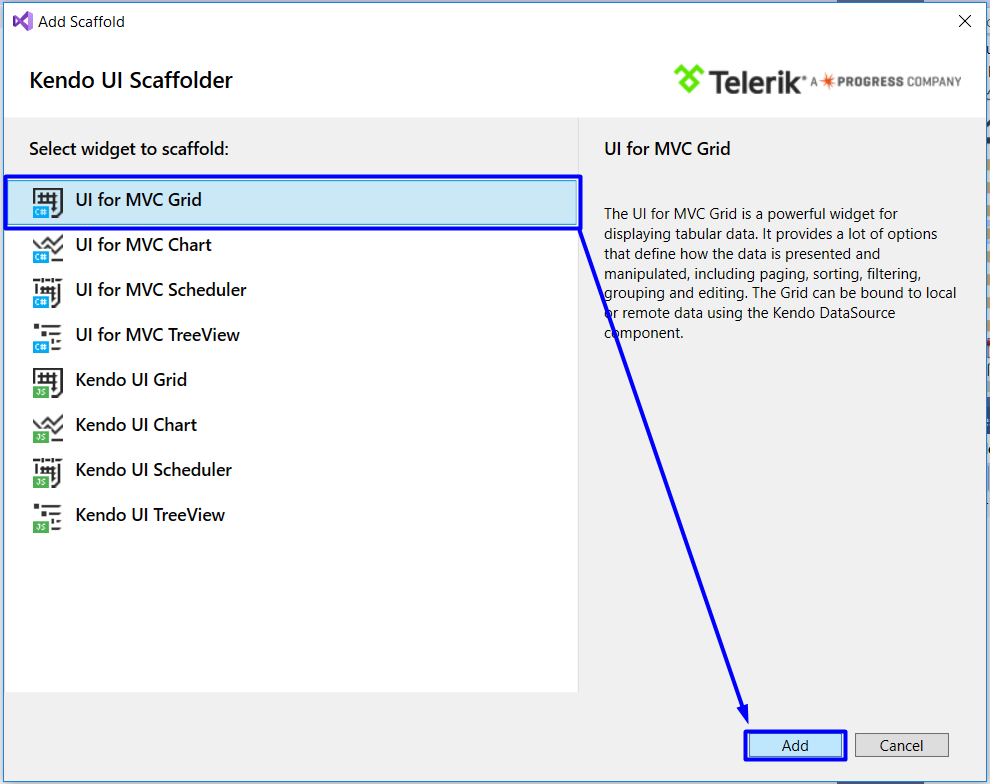 Add Scaffold
Kendo UI Scaffolder
Telerik® A PROGRESS COMPANY
Select widget to scaffold:
UI for MVC Grid
C# UI for MVC Grid
C# UI for MVC Chart
C# UI for MVC Scheduler
C# UI for MVC TreeView
JS Kendo UI Grid
JS Kendo UI Chart
JS Kendo UI Scheduler
JS Kendo UI TreeView
The UI for MVC Grid is a powerful widget for
displaying tabular data. It provides a lot of options
that define how the data is presented and
manipulated, including paging, sorting, filtering,
grouping and editing. The Grid can be bound to local
or remote data using the Kendo DataSource
component.
Add
Cancel